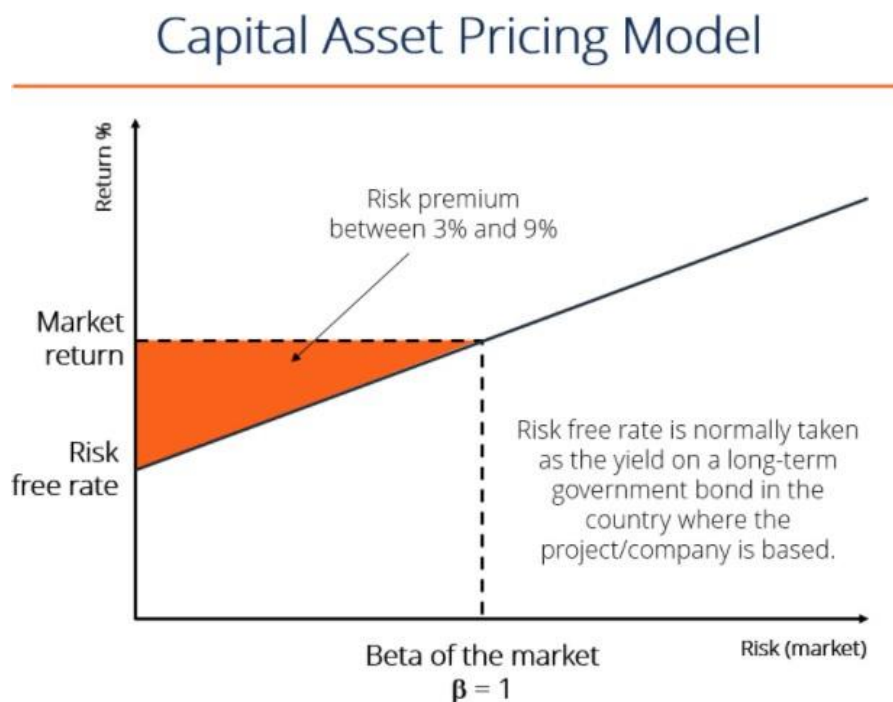 Capital Asset Pricing Model
Return %
Risk premium
between 3% and 9%
Market
return
Risk
free rate
Risk free rate is normally taken
as the yield on a long-term
government bond in the
country where the
project/company is based.
Risk (market)
Beta of the market
β = 1